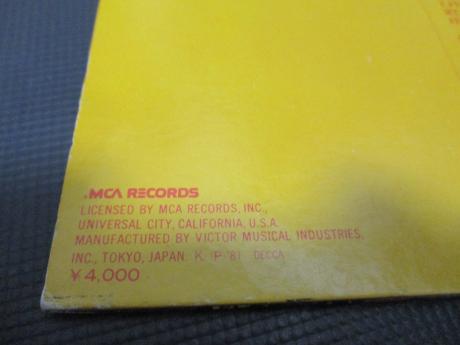 MCA RECORDS
LICENSED BY MCA RECORDS, INC.,
UNIVERSAL CITY, CALIFORNIA, U.S.A.
MANUFACTURED BY VICTOR MUSICAL INDUSTRIES.
INC., TOKYO, JAPAN. K. (P-'81 DECCA
¥4,000